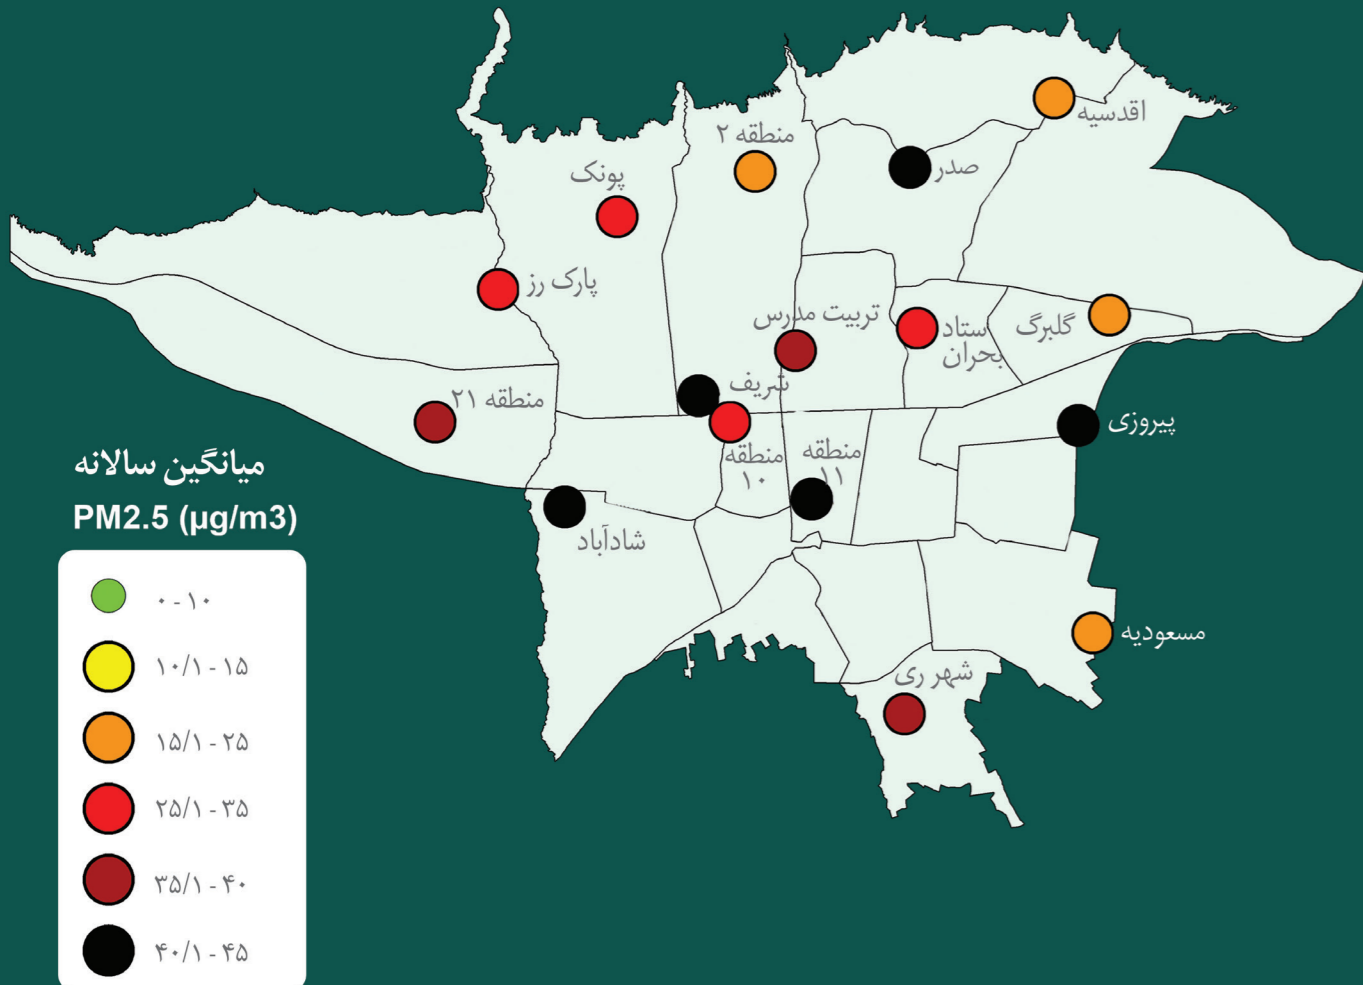 اقدسیه
منطقه ۲
صدر
پونک
پارک رز
تربیت مدرس
ستاد
بحران
گلبرگ
شریف
منطقه ۲۱
پیروزی
منطقه
۱۰
منطقه
۱۱
شادآباد
مسعودیه
شهر ری
میانگین سالانه
PM2.5 (µg/m3)
۰ - ۱۰
۱۰/۱ - ۱۵
۱۵/۱ - ۲۵
۲۵/۱ - ۳۵
۳۵/۱ - ۴۰
۴۰/۱ - ۴۵